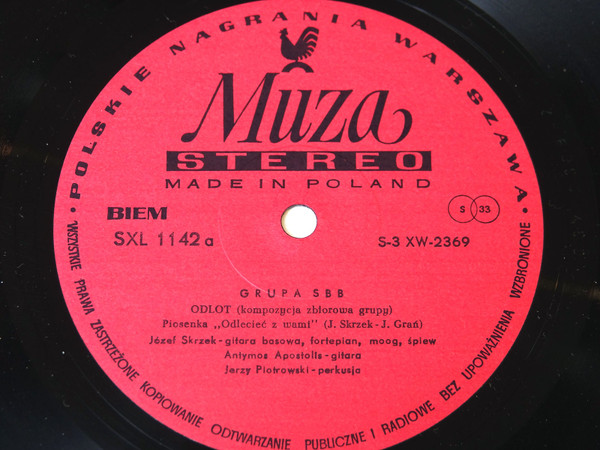 • POLSKIE NAGRANIA WARSZAWA •
Muza
STEREO
MADE IN POLAND
BIEM
S 33
SXL 1142 a
S-3 XW-2369
GRUPA SBB
ODLOT (kompozycja zbiorowa grupy)
Piosenka „Odlecieć z wami" (J. Skrzek - J. Grań)
Józef Skrzek - gitara basowa, fortepian, moog, śpiew
Antymos Apostolis - gitara
Jerzy Piotrowski - perkusja
WSZYSTKIE PRAWA ZASTRZEŻONE KOPIOWANIE ODTWARZANIE PUBLICZNE I RADIOWE BEZ UPOWAŻNIENIA WZBRONIONE